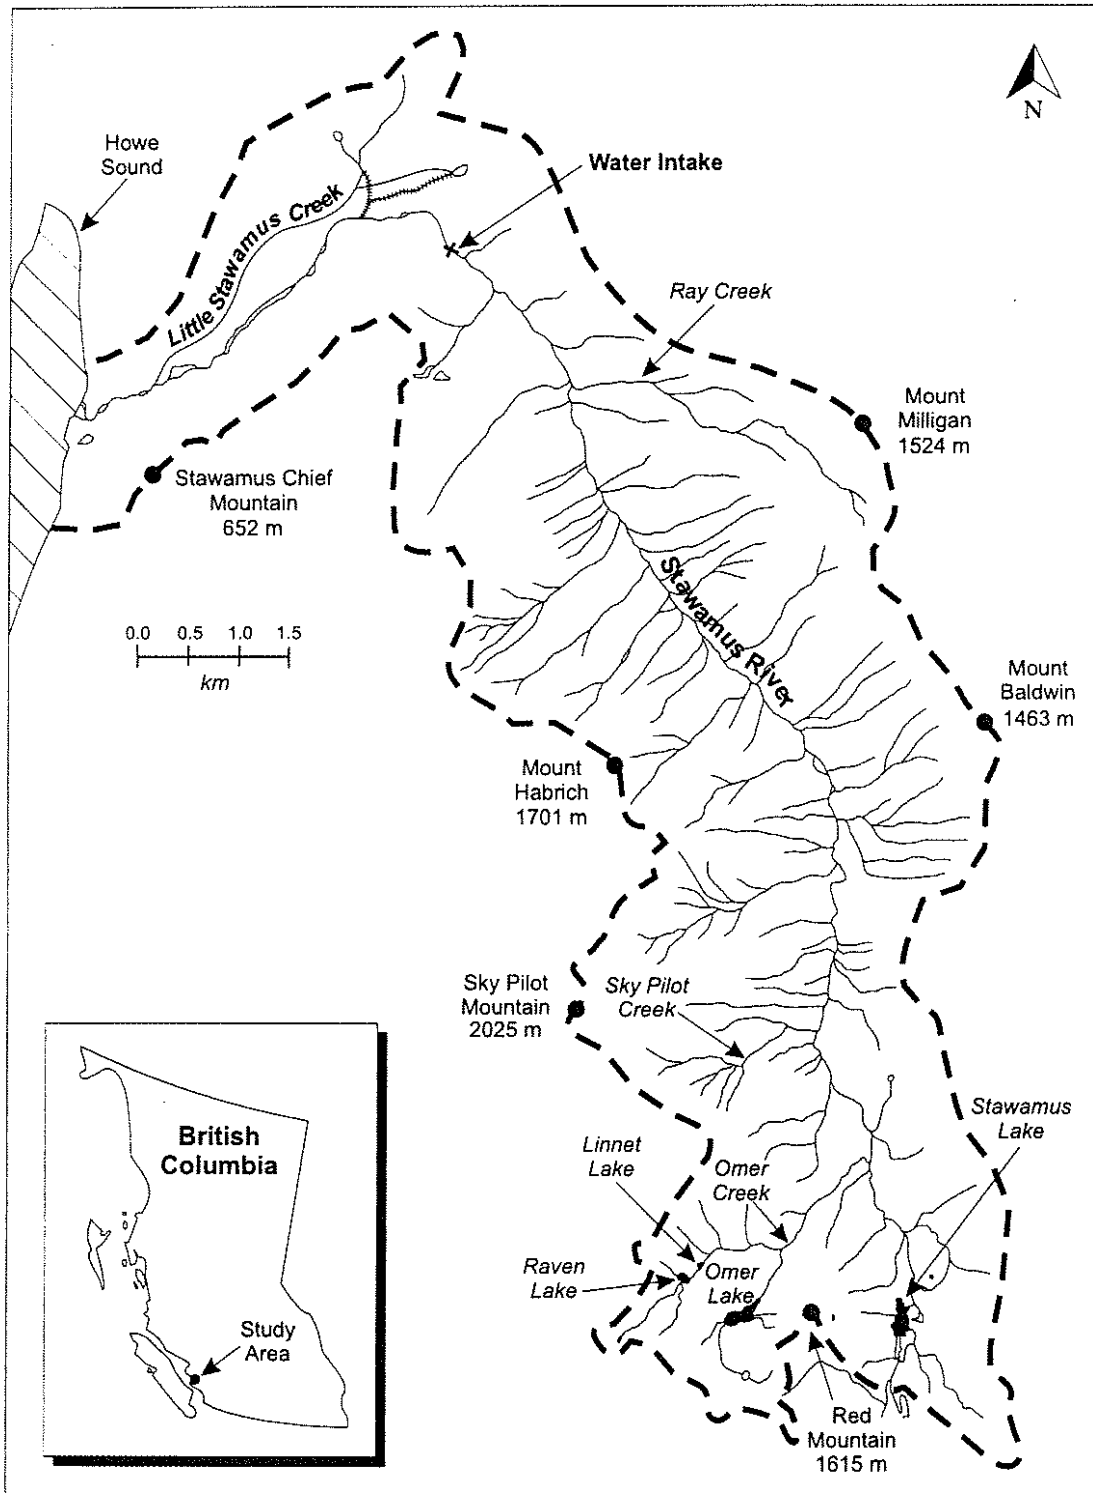 N
Howe
Sound
Water Intake
Little Stawamus Creek
Ray Creek
Mount
Milligan
1524 m
Stawamus Chief
Mountain
652 m
Stawamus River
0.0 0.5 1.0 1.5
km
Mount
Baldwin
1463 m
Mount
Habrich
1701 m
Sky Pilot
Mountain
2025 m
Sky Pilot
Creek
British
Columbia
Study
Area
Stawamus
Lake
Linnet
Lake
Omer
Creek
Raven
Lake
Omer
Lake
Red
Mountain
1615 m